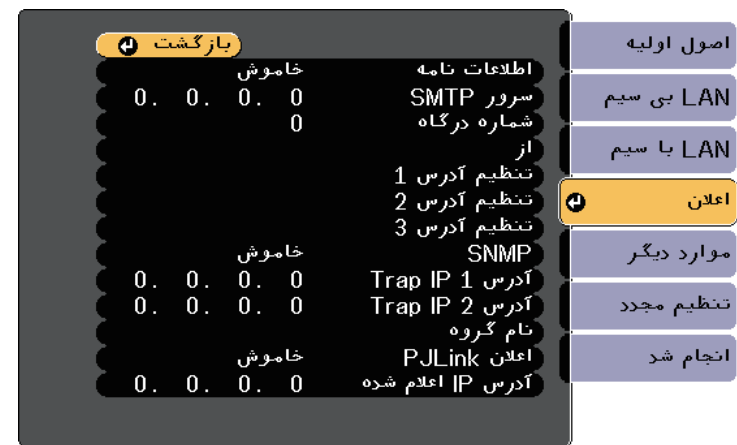 اصول اولیه
LAN بی سیم
LAN با سیم
اعلان
موارد دیگر
تنظیم مجدد
انجام شد
بازگشت
اطلاعات نامه خاموش
سرور SMTP 0. 0. 0. 0
شماره درگاه 0
از
تنظیم آدرس 1
تنظیم آدرس 2
تنظیم آدرس 3
SNMP خاموش
آدرس Trap IP 1 0. 0. 0. 0
آدرس Trap IP 2 0. 0. 0. 0
نام گروه
اعلان PJLink خاموش
آدرس IP اعلام شده 0. 0. 0. 0